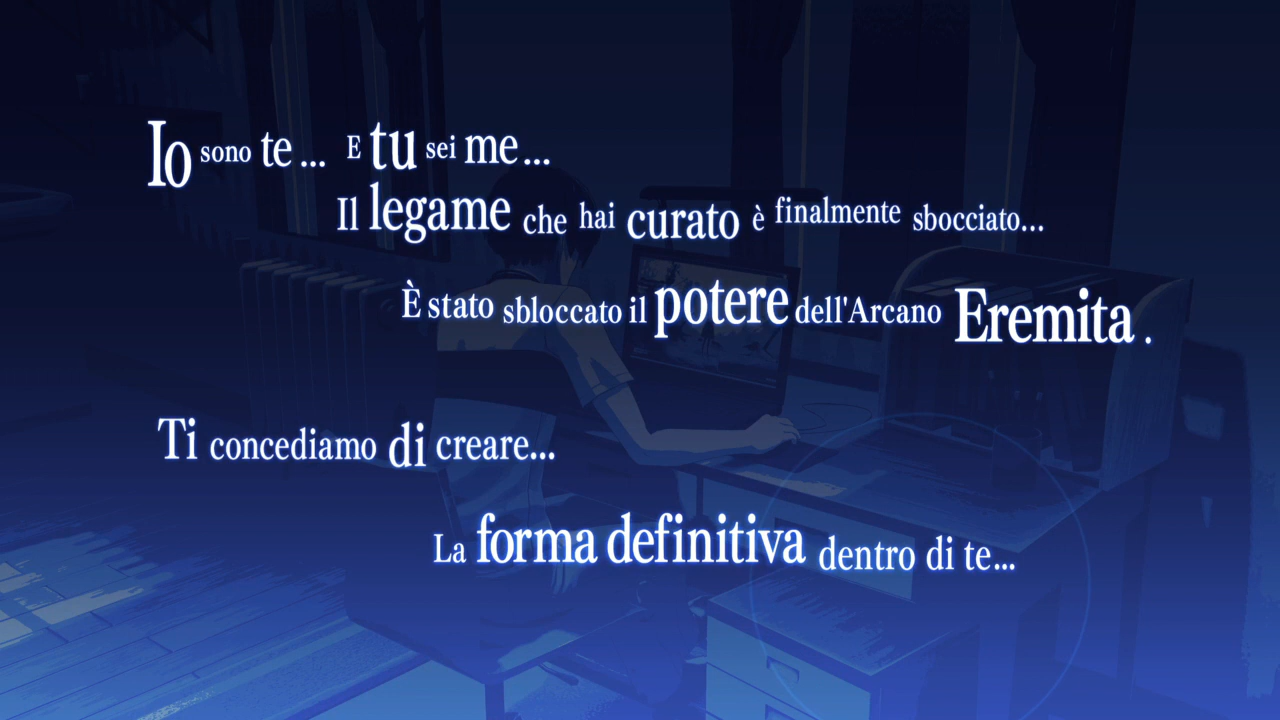 Io sono te... E tu sei me...
Il legame che hai curato è finalmente sbocciato...
È stato sbloccato il potere dell'Arcano Eremita.
Ti concediamo di creare...
La forma definitiva dentro di te...